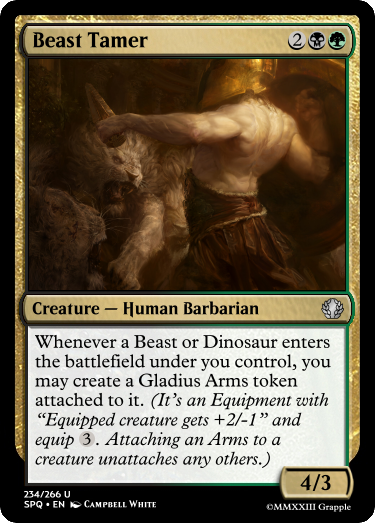 Beast Tamer 2
Creature — Human Barbarian
Whenever a Beast or Dinosaur enters
the battlefield under you control, you
may create a Gladius Arms token
attached to it. (It's an Equipment with
“Equipped creature gets +2/-1” and
equip 3. Attaching an Arms to a
creature unattaches any others.)
4/3
234/266 U
SPQ • EN Campbell White
©MMXXIII Grapple